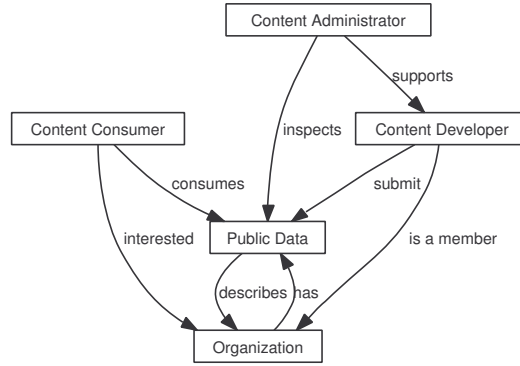 Content Administrator
supports
Content Consumer
inspects
Content Developer
consumes
submit
interested
Public Data
is a member
describes
has
Organization